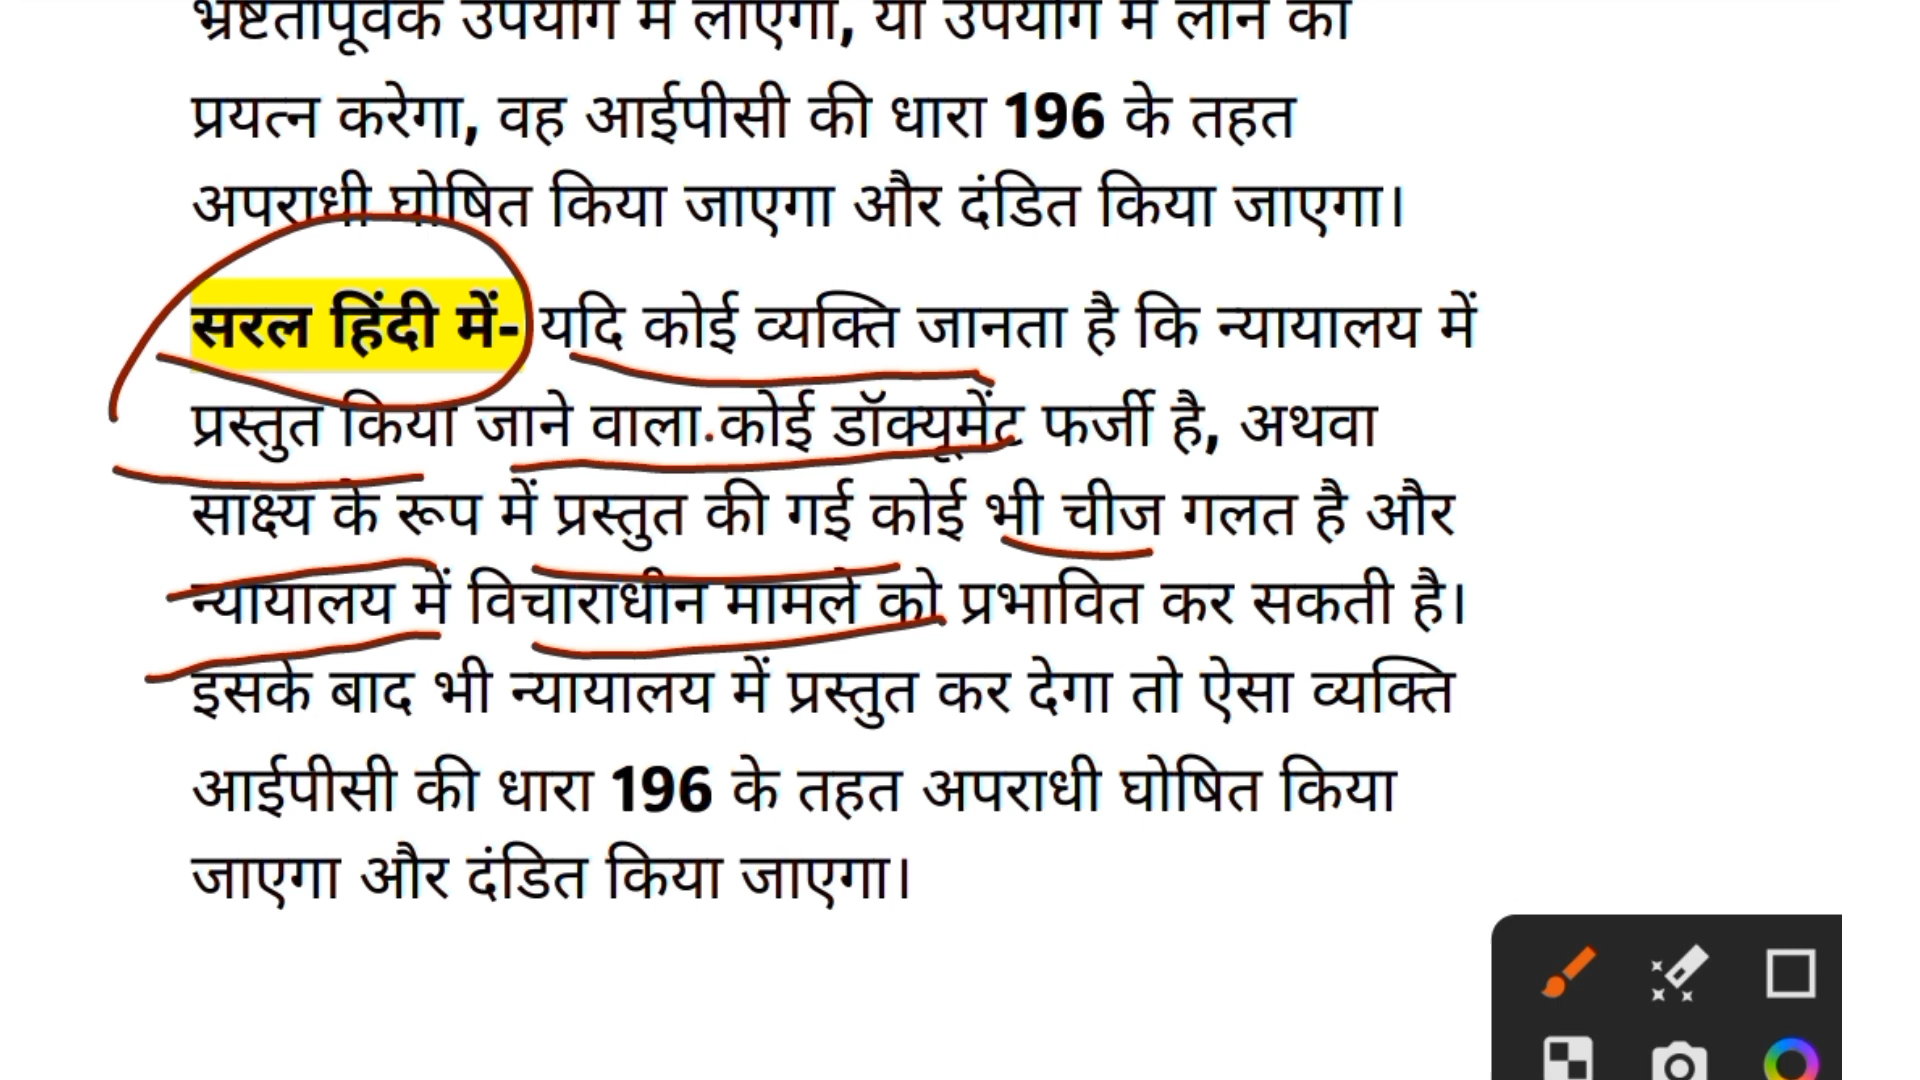 भ्रष्टतापूर्वक उपयोग में लाएगा, या उपयोग में लाने का
प्रयत्न करेगा, वह आईपीसी की धारा 196 के तहत
अपराधी घोषित किया जाएगा और दंडित किया जाएगा।
सरल हिंदी में- यदि कोई व्यक्ति जानता है कि न्यायालय में
प्रस्तुत किया जाने वाला कोई डॉक्यूमेंट फर्जी है, अथवा
साक्ष्य के रूप में प्रस्तुत की गई कोई भी चीज गलत है और
न्यायालय में विचाराधीन मामले को प्रभावित कर सकती है।
इसके बाद भी न्यायालय में प्रस्तुत कर देगा तो ऐसा व्यक्ति
आईपीसी की धारा 196 के तहत अपराधी घोषित किया
जाएगा और दंडित किया जाएगा।